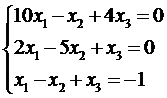 10x₁ − x₂ + 4x₃ = 0
2x₁ − 5x₂ + x₃ = 0
x₁ − x₂ + x₃ = −1